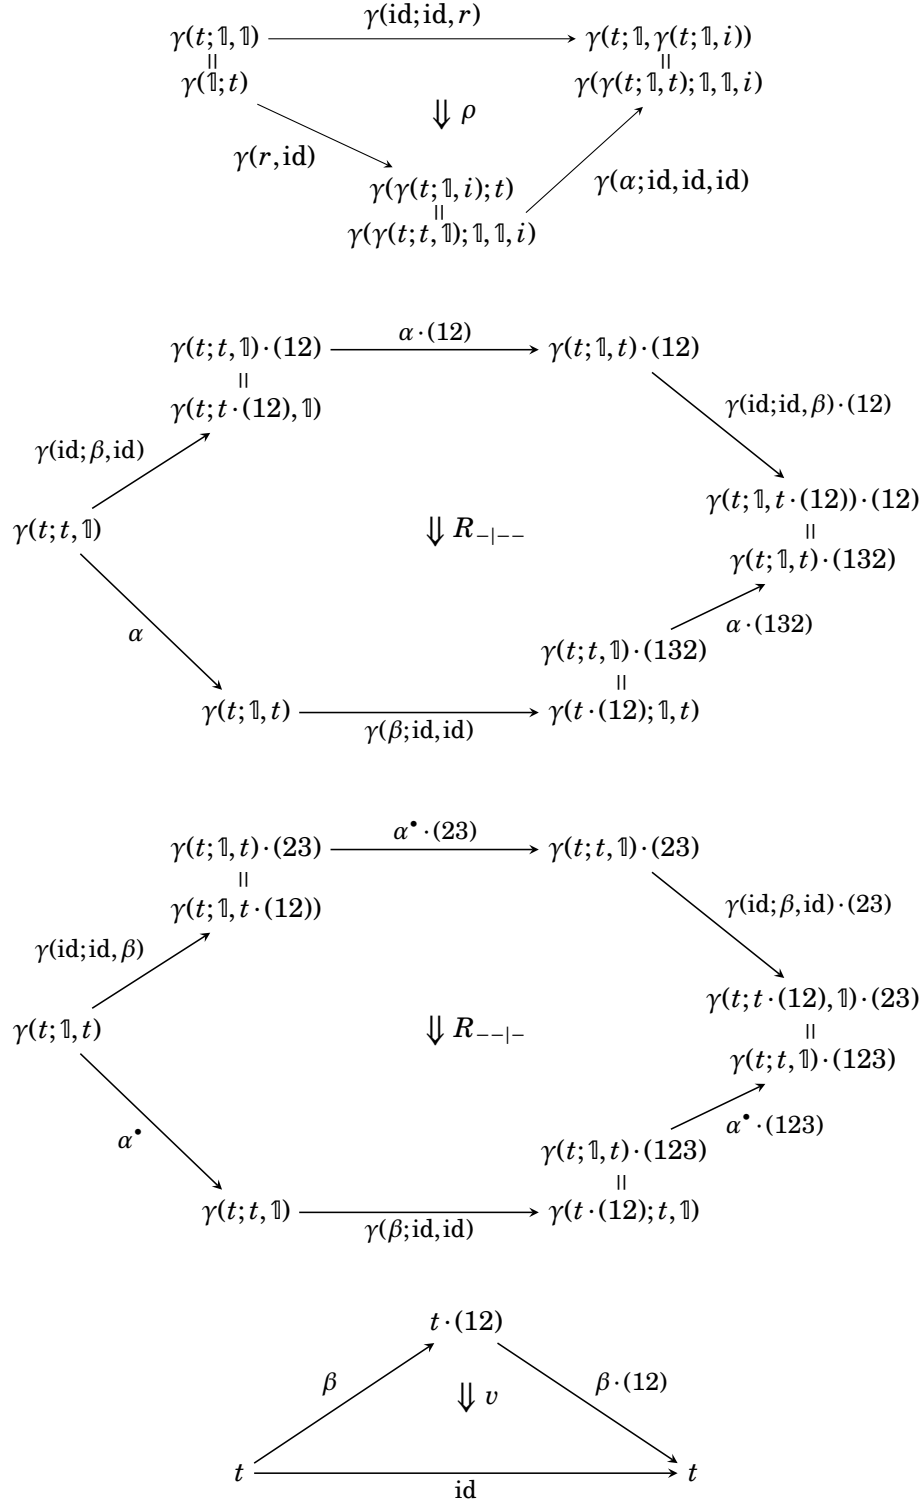 γ(id;id,r)
γ(t;𝟙,𝟙) γ(t;𝟙,γ(t;𝟙,i))
= =
γ(𝟙;t) γ(γ(t;𝟙,t);𝟙,𝟙,i)
⇓ ρ
γ(r,id) γ(α;id,id,id)
γ(γ(t;𝟙,i);t)
=
γ(γ(t;t,𝟙);𝟙,𝟙,i)
α·(12)
γ(t;t,𝟙)·(12) γ(t;𝟙,t)·(12)
=
γ(t;t·(12),𝟙) γ(id;id,β)·(12)
γ(id;β,id)
γ(t;𝟙,t·(12))·(12)
γ(t;t,𝟙) ⇓ R₋|₋₋ =
γ(t;𝟙,t)·(132)
α α·(132)
γ(t;t,𝟙)·(132)
=
γ(t;𝟙,t) γ(t·(12);𝟙,t)
γ(β;id,id)
α•·(23)
γ(t;𝟙,t)·(23) γ(t;t,𝟙)·(23)
=
γ(t;𝟙,t·(12)) γ(id;β,id)·(23)
γ(id;id,β)
γ(t;t·(12),𝟙)·(23)
γ(t;𝟙,t) ⇓ R₋₋|₋ =
γ(t;t,𝟙)·(123)
α• α•·(123)
γ(t;𝟙,t)·(123)
=
γ(t;t,𝟙) γ(t·(12);t,𝟙)
γ(β;id,id)
t·(12)
β ⇓ v β·(12)
t t
id